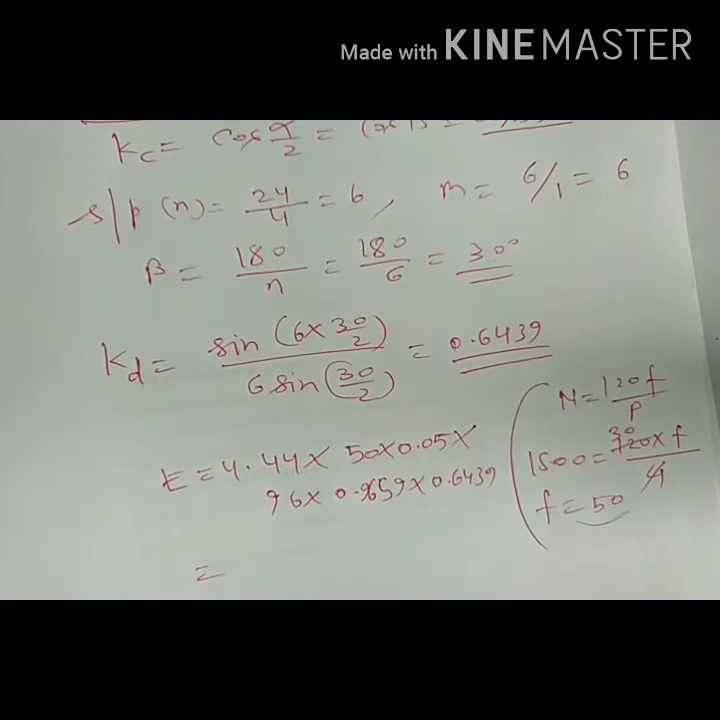 Made with KINEMASTER
Kc = Cos α/2 =
s/p (n) = 24/4 = 6, m = 6/1 = 6
β = 180/n = 180/6 = 30°
Kd = sin (6 x 30/2) / 6 sin (30/2) = 0.6439
E = 4.44 x 50 x 0.05 x
96 x 0.9659 x 0.6439
=
N = 120f/P
1500 = 30 120 x f / 4
f = 50